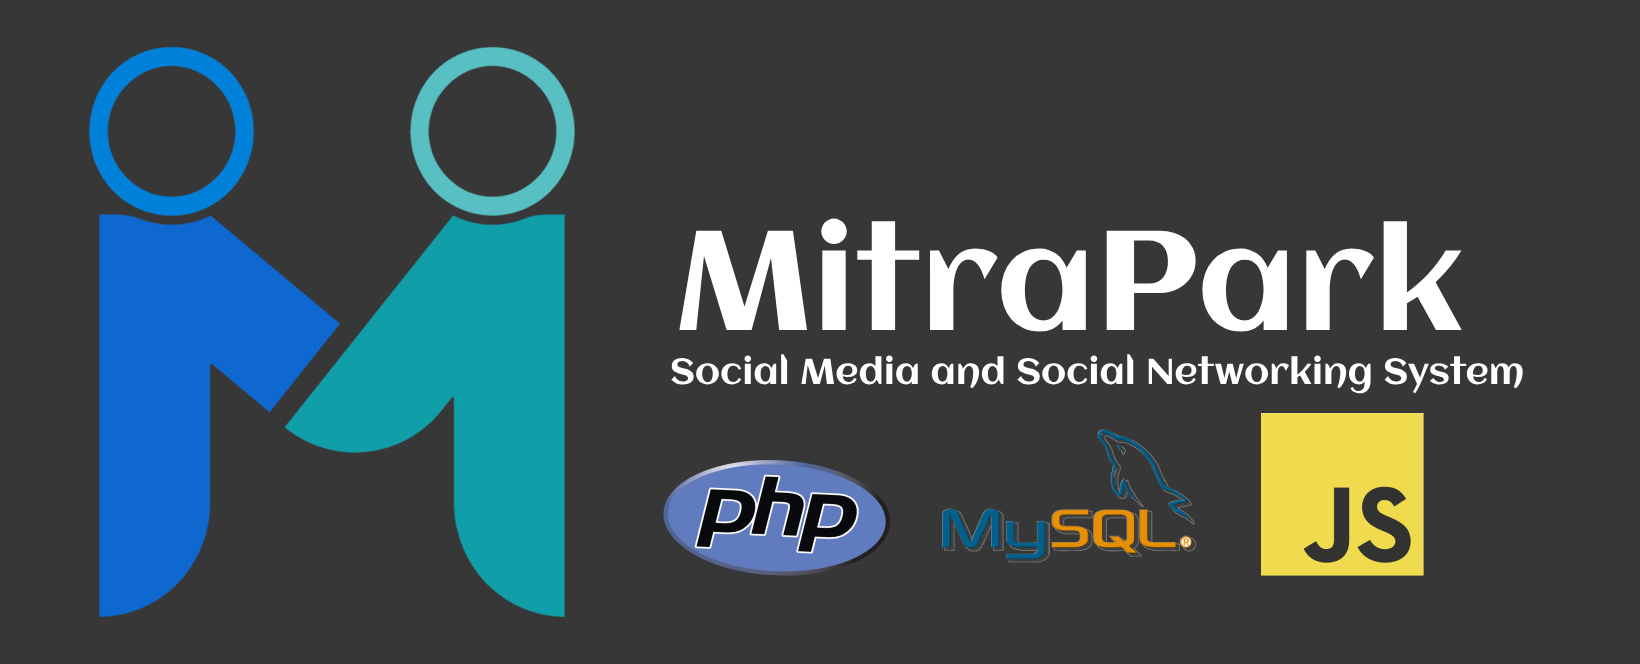 MitraPark
Social Media and Social Networking System
php
MySQL®
JS